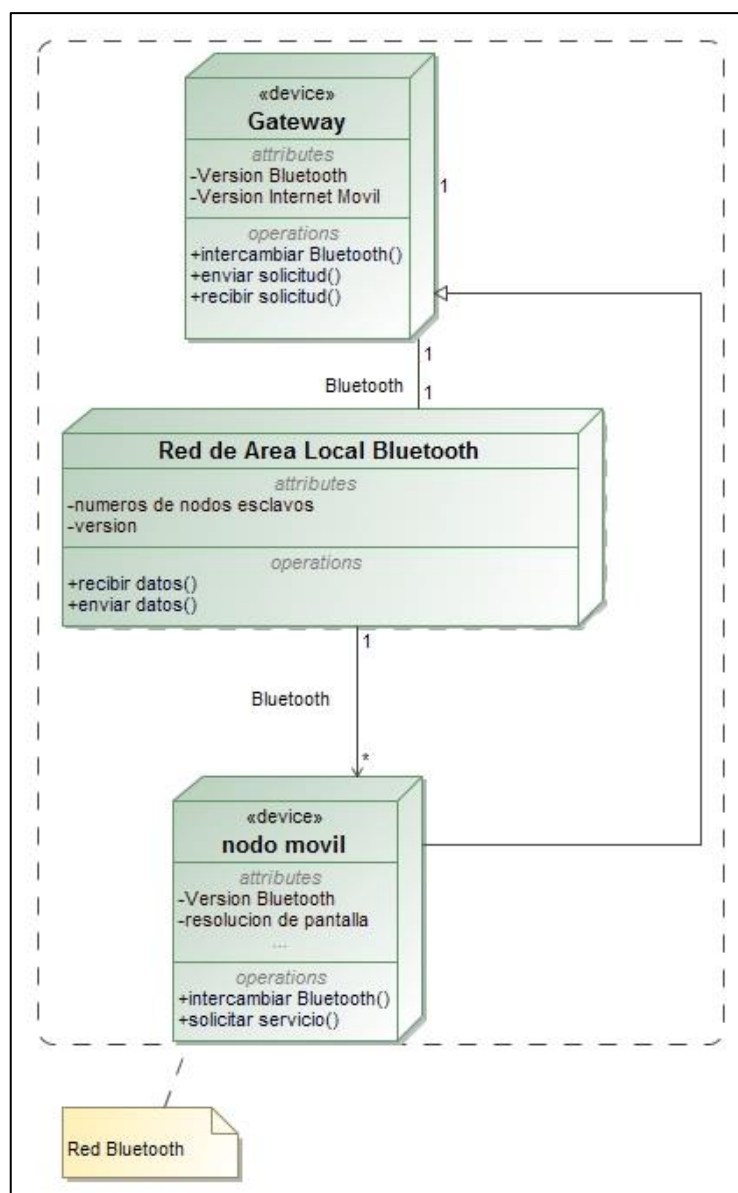 «device»
Gateway
attributes
-Version Bluetooth
-Version Internet Movil
operations
+intercambiar Bluetooth()
+enviar solicitud()
+recibir solicitud()
1
1
Bluetooth
1
Red de Area Local Bluetooth
attributes
-numeros de nodos esclavos
-version
operations
+recibir datos()
+enviar datos()
1
Bluetooth
*
«device»
nodo movil
attributes
-Version Bluetooth
-resolucion de pantalla
...
operations
+intercambiar Bluetooth()
+solicitar servicio()
Red Bluetooth